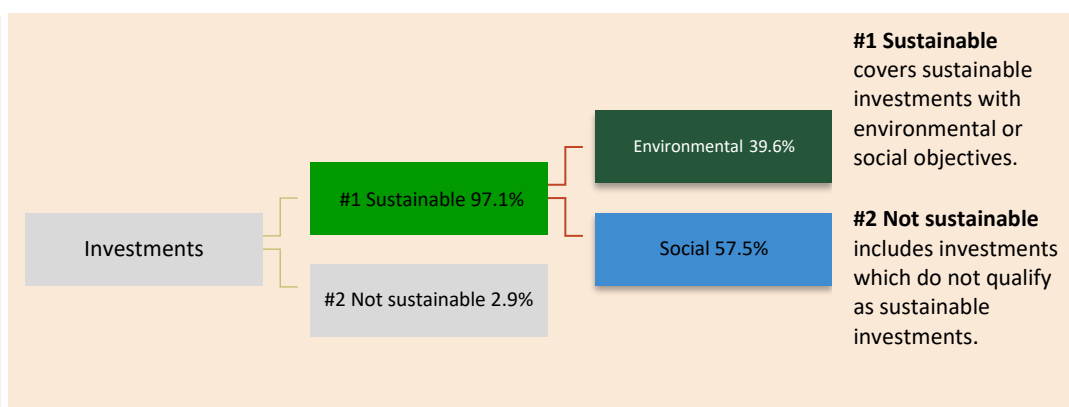 Investments
#1 Sustainable 97.1%
#2 Not sustainable 2.9%
Environmental 39.6%
Social 57.5%
#1 Sustainable
covers sustainable
investments with
environmental or
social objectives.
#2 Not sustainable
includes investments
which do not qualify
as sustainable
investments.